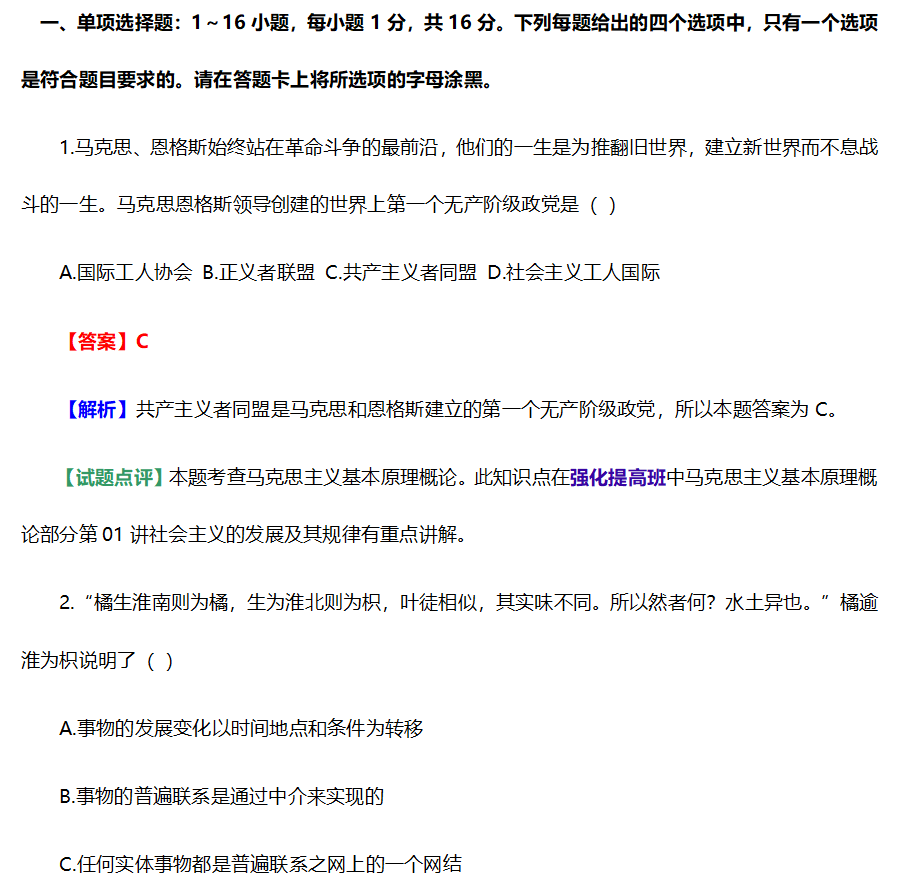 一、单项选择题：1～16 小题，每小题 1 分，共 16 分。下列每题给出的四个选项中，只有一个选项
是符合题目要求的。请在答题卡上将所选项的字母涂黑。
1.马克思、恩格斯始终站在革命斗争的最前沿，他们的一生是为推翻旧世界，建立新世界而不息战
斗的一生。马克思恩格斯领导创建的世界上第一个无产阶级政党是（ ）
A.国际工人协会 B.正义者联盟 C.共产主义者同盟 D.社会主义工人国际
【答案】C
【解析】共产主义者同盟是马克思和恩格斯建立的第一个无产阶级政党，所以本题答案为 C。
【试题点评】本题考查马克思主义基本原理概论。此知识点在强化提高班中马克思主义基本原理概
论部分第 01 讲社会主义的发展及其规律有重点讲解。
2.“橘生淮南则为橘，生为淮北则为枳，叶徒相似，其实味不同。所以然者何？水土异也。”橘逾
淮为枳说明了（ ）
A.事物的发展变化以时间地点和条件为转移
B.事物的普遍联系是通过中介来实现的
C.任何实体事物都是普遍联系之网上的一个网结